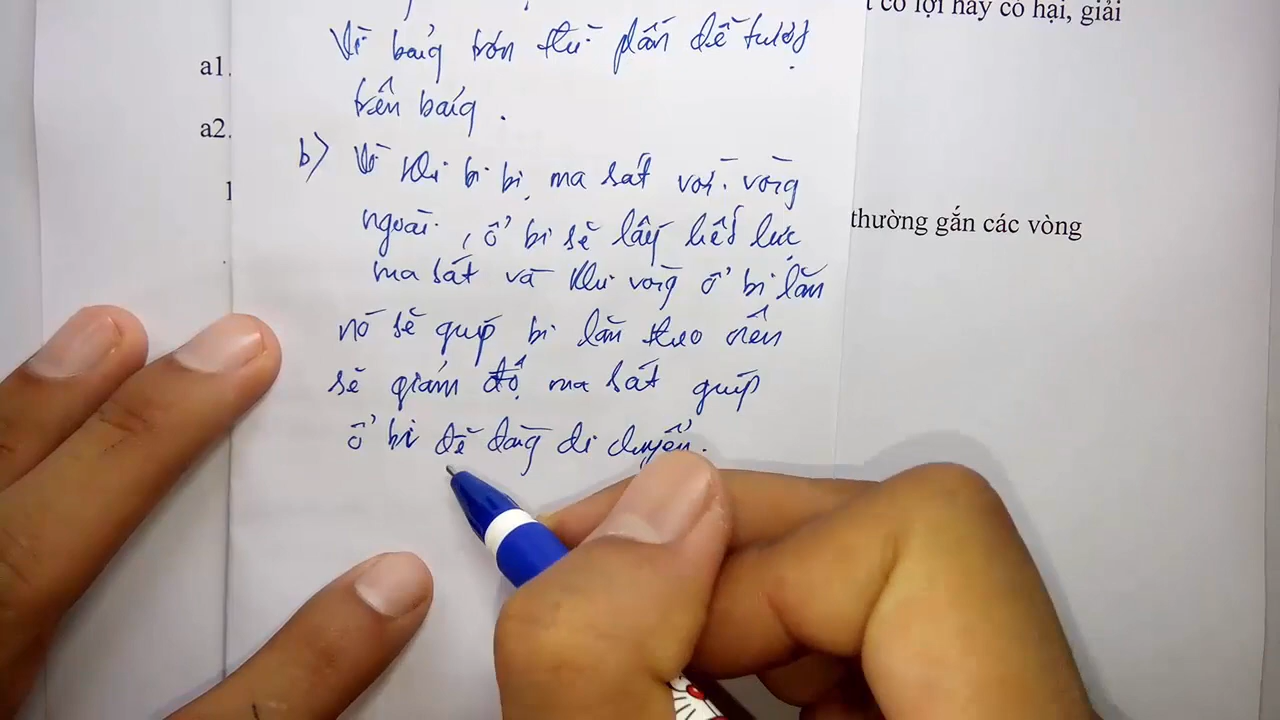 t có lợi hay có hại, giải
Vì bảng trơn thì phấn dễ trượt
a1.
trên bảng.
a2.
b) Vì khi bi bị ma sát với vòng
1
ngoài, ổ bi sẽ lấy hết lực
thường gắn các vòng
ma sát và khi vòng ổ bi lăn
nó sẽ giúp bi lăn theo nên
sẽ giảm độ ma sát giúp
ổ bi dễ dàng di chuyển.